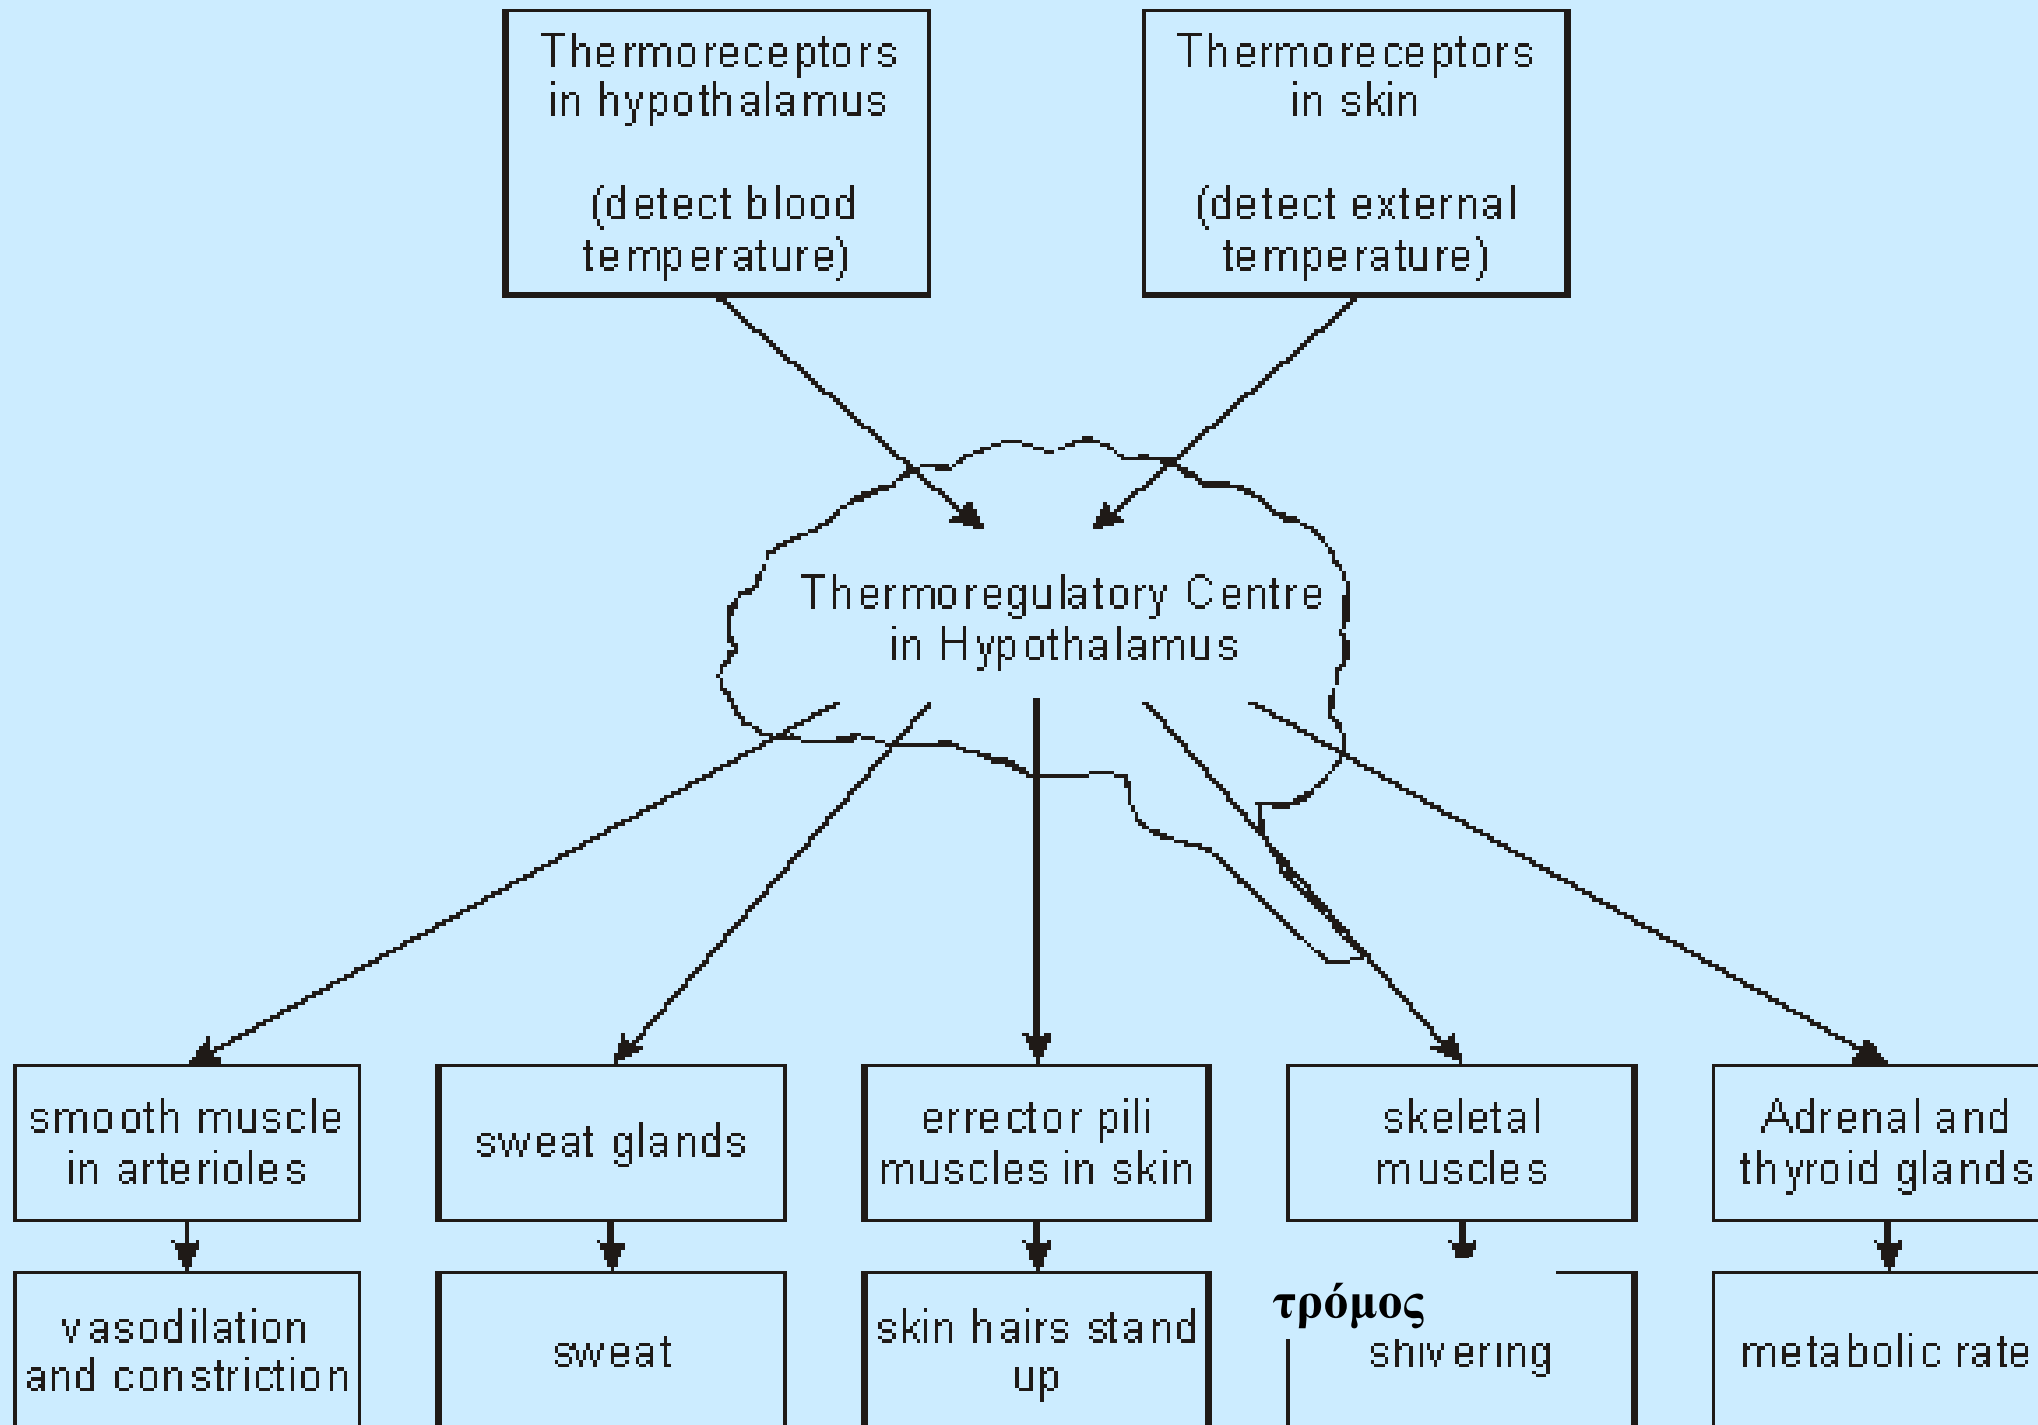 Thermoreceptors
in hypothalamus
(detect blood
temperature)
Thermoreceptors
in skin
(detect external
temperature)
Thermoregulatory Centre
in Hypothalamus
smooth muscle
in arterioles
sweat glands
errector pili
muscles in skin
skeletal
muscles
Adrenal and
thyroid glands
vasodilation
and constriction
sweat
skin hairs stand
up
τρόμος
shivering
metabolic rate